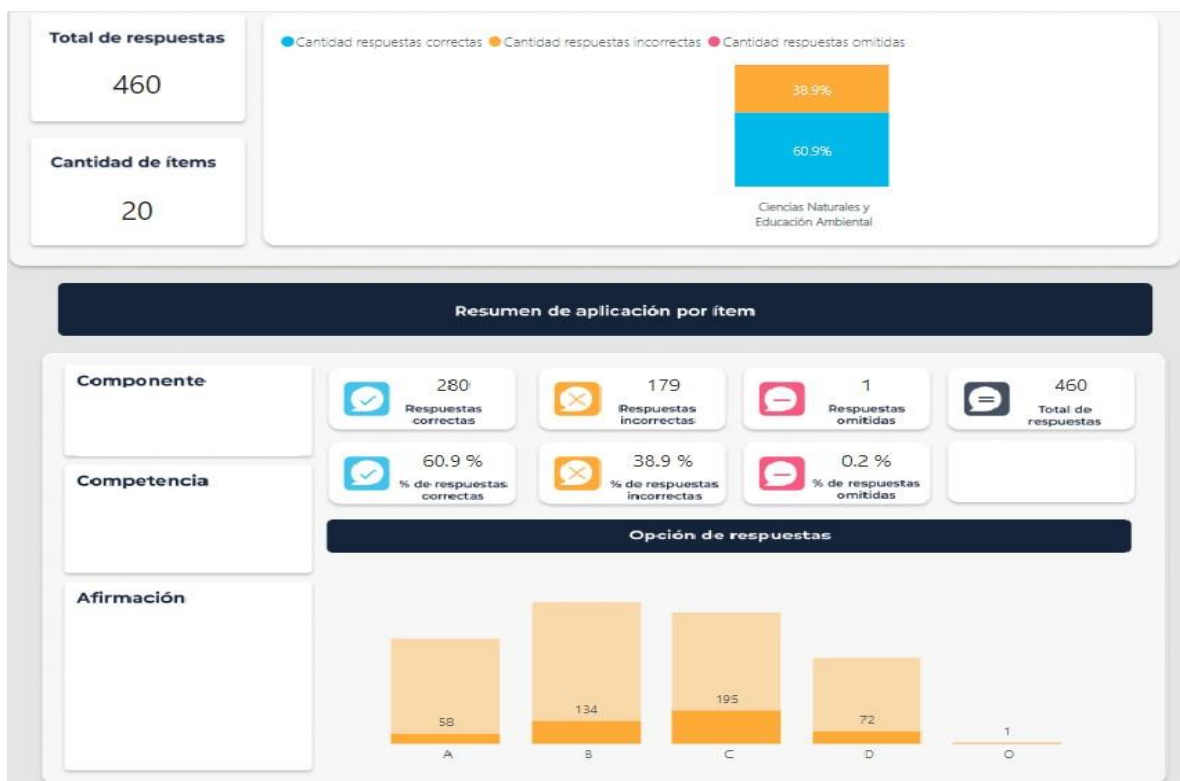 Total de respuestas
460
Cantidad de ítems
20
Cantidad respuestas correctas Cantidad respuestas incorrectas Cantidad respuestas omitidas
38.9%
60.9%
Ciencias Naturales y
Educación Ambiental
Resumen de aplicación por ítem
Componente
Competencia
Afirmación
280
Respuestas
correctas
179
Respuestas
incorrectas
1
Respuestas
omitidas
460
Total de
respuestas
60.9 %
% de respuestas
correctas
38.9 %
% de respuestas
incorrectas
0.2 %
% de respuestas
omitidas
Opción de respuestas
58
134
195
72
1
A
B
C
D
O